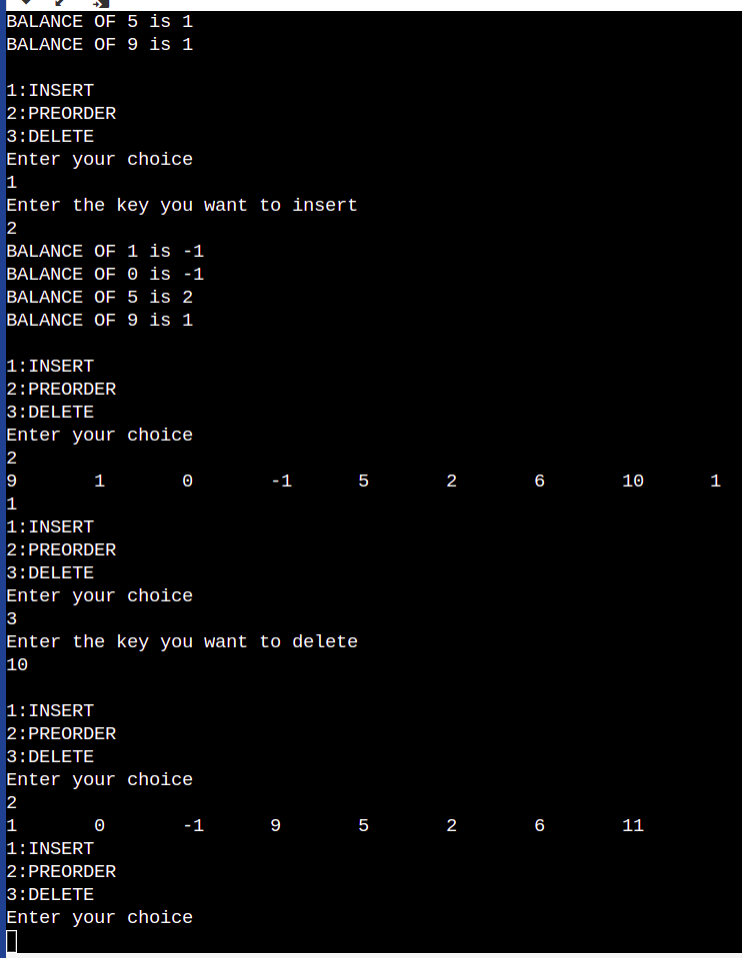 BALANCE OF 5 is 1
BALANCE OF 9 is 1
1:INSERT
2:PREORDER
3:DELETE
Enter your choice
1
Enter the key you want to insert
2
BALANCE OF 1 is -1
BALANCE OF 0 is -1
BALANCE OF 5 is 2
BALANCE OF 9 is 1
1:INSERT
2:PREORDER
3:DELETE
Enter your choice
2
9 1 0 -1 5 2 6 10 1
1
1:INSERT
2:PREORDER
3:DELETE
Enter your choice
3
Enter the key you want to delete
10
1:INSERT
2:PREORDER
3:DELETE
Enter your choice
2
1 0 -1 9 5 2 6 11
1:INSERT
2:PREORDER
3:DELETE
Enter your choice